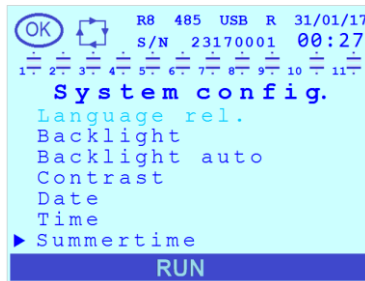 OK R8 485 USB R 31/01/17
S/N 23170001 00:27
1 2 3 4 5 6 7 8 9 10 11
System config.
Language rel.
Backlight
Backlight auto
Contrast
Date
Time
Summertime
RUN